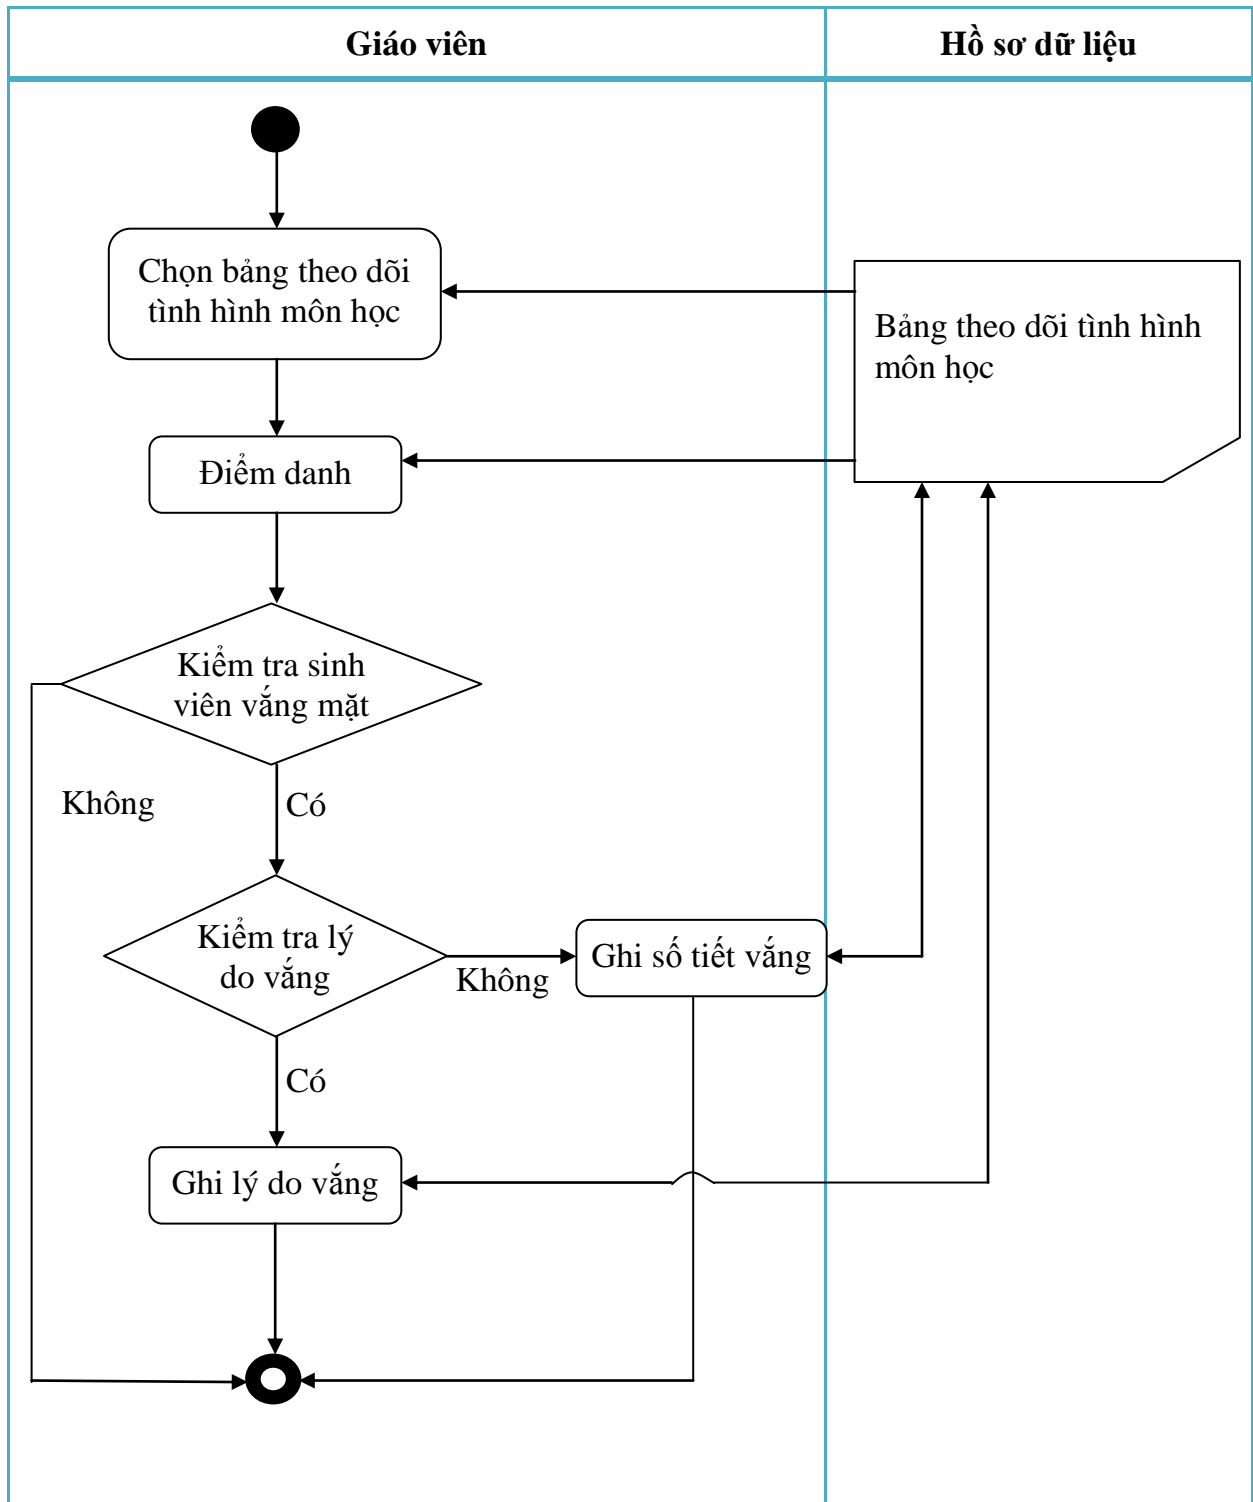 Giáo viên
Hồ sơ dữ liệu
Chọn bảng theo dõi
tình hình môn học
Bảng theo dõi tình hình
môn học
Điểm danh
Kiểm tra sinh
viên vắng mặt
Không
Có
Kiểm tra lý
do vắng
Không
Ghi số tiết vắng
Có
Ghi lý do vắng